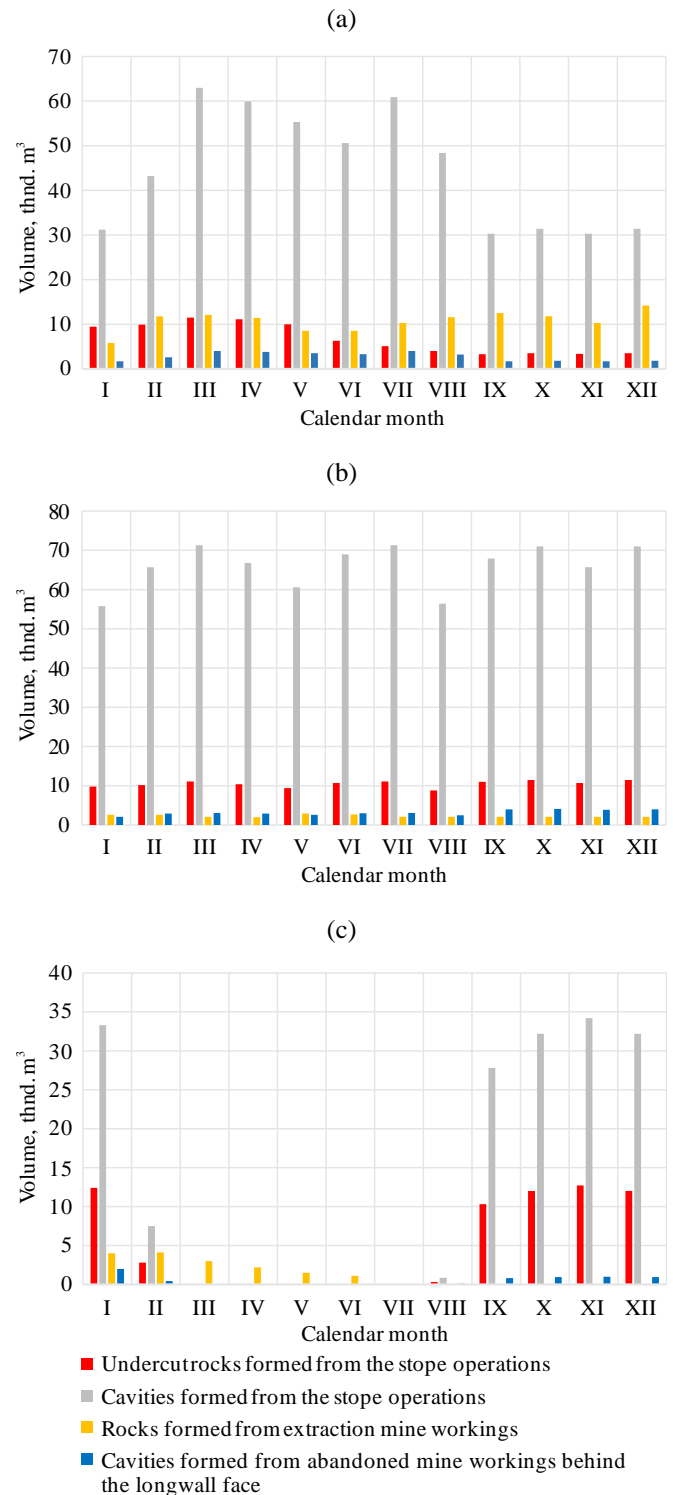 (a)
70
60
50
40
30
20
10
0
Volume, thnd. m³
I II III IV V VI VII VIII IX X XI XII
Calendar month
(b)
80
70
60
50
40
30
20
10
0
Volume, thnd. m³
I II III IV V VI VII VIII IX X XI XII
Calendar month
(c)
40
35
30
25
20
15
10
5
0
Volume, thnd. m³
I II III IV V VI VII VIII IX X XI XII
Calendar month
Undercut rocks formed from the stope operations
Cavities formed from the stope operations
Rocks formed from extraction mine workings
Cavities formed from abandoned mine workings behind
the longwall face